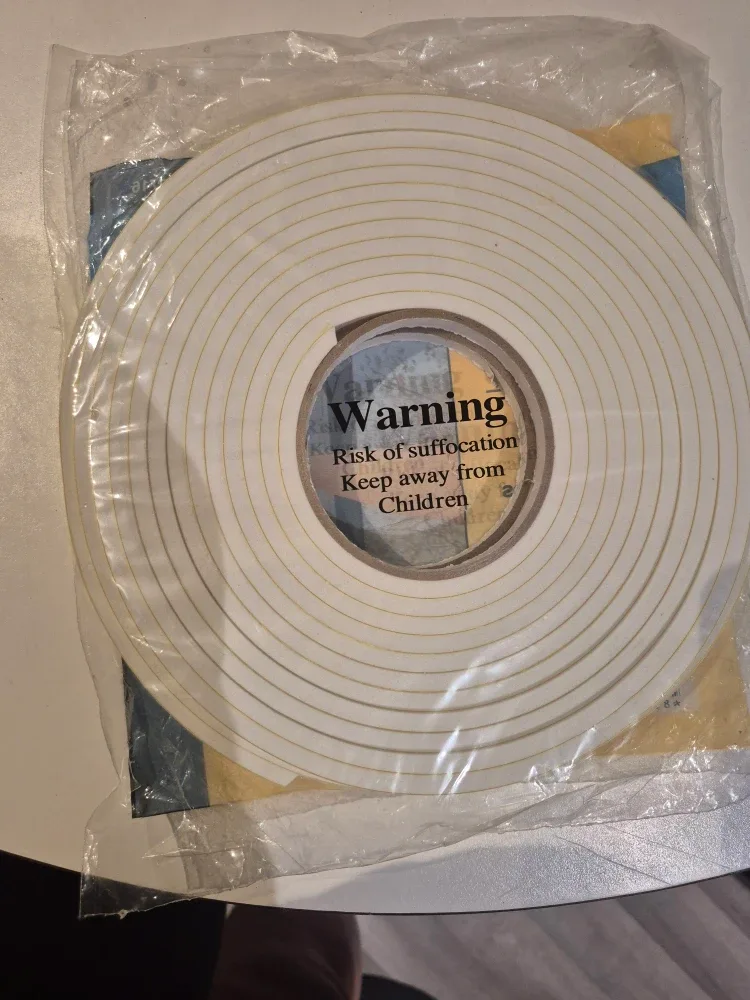 Warning
Risk of suffocation
Keep away from
Children